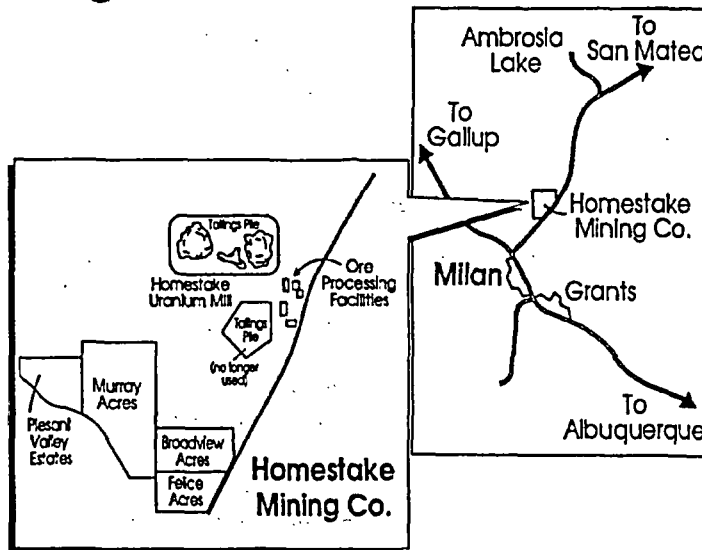 Ambrosia
Lake
To
San Mateo
To
Gallup
Homestake
Mining Co.
Milan
Grants
To
Albuquerque
Tailings Pile
Homestake
Uranium Mill
Ore
Processing
Facilities
Tailings
Pile
(no longer
used)
Murray
Acres
Plesant
Valley
Estates
Broadview
Acres
Felice
Acres
Homestake
Mining Co.